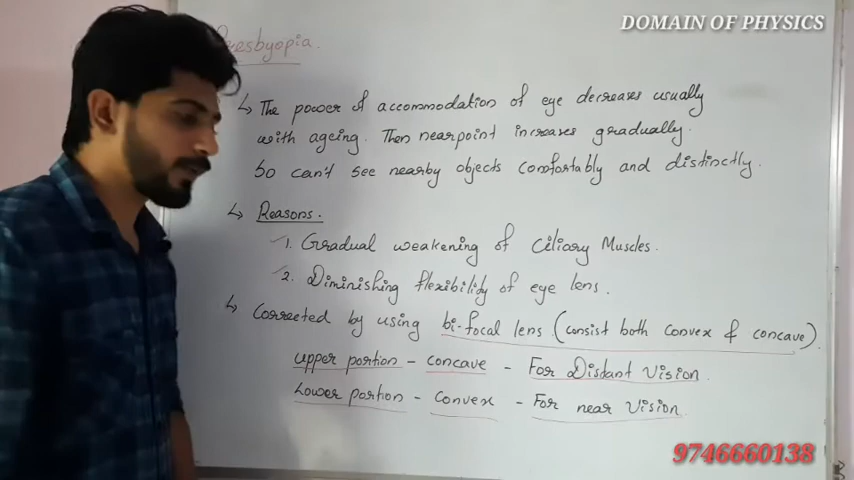 DOMAIN OF PHYSICS
Presbyopia.
↳ The power of accommodation of eye decreases usually
with ageing. Then nearpoint increases gradually.
So can't see nearby objects comfortably and distinctly.
↳ Reasons.
1. Gradual weakening of Ciliary Muscles.
2. Diminishing flexibility of eye lens.
↳ Corrected by using bi-focal lens (consist both convex & concave)
upper portion - concave - For Distant Vision.
Lower portion - Convex - For near Vision.
9746660138